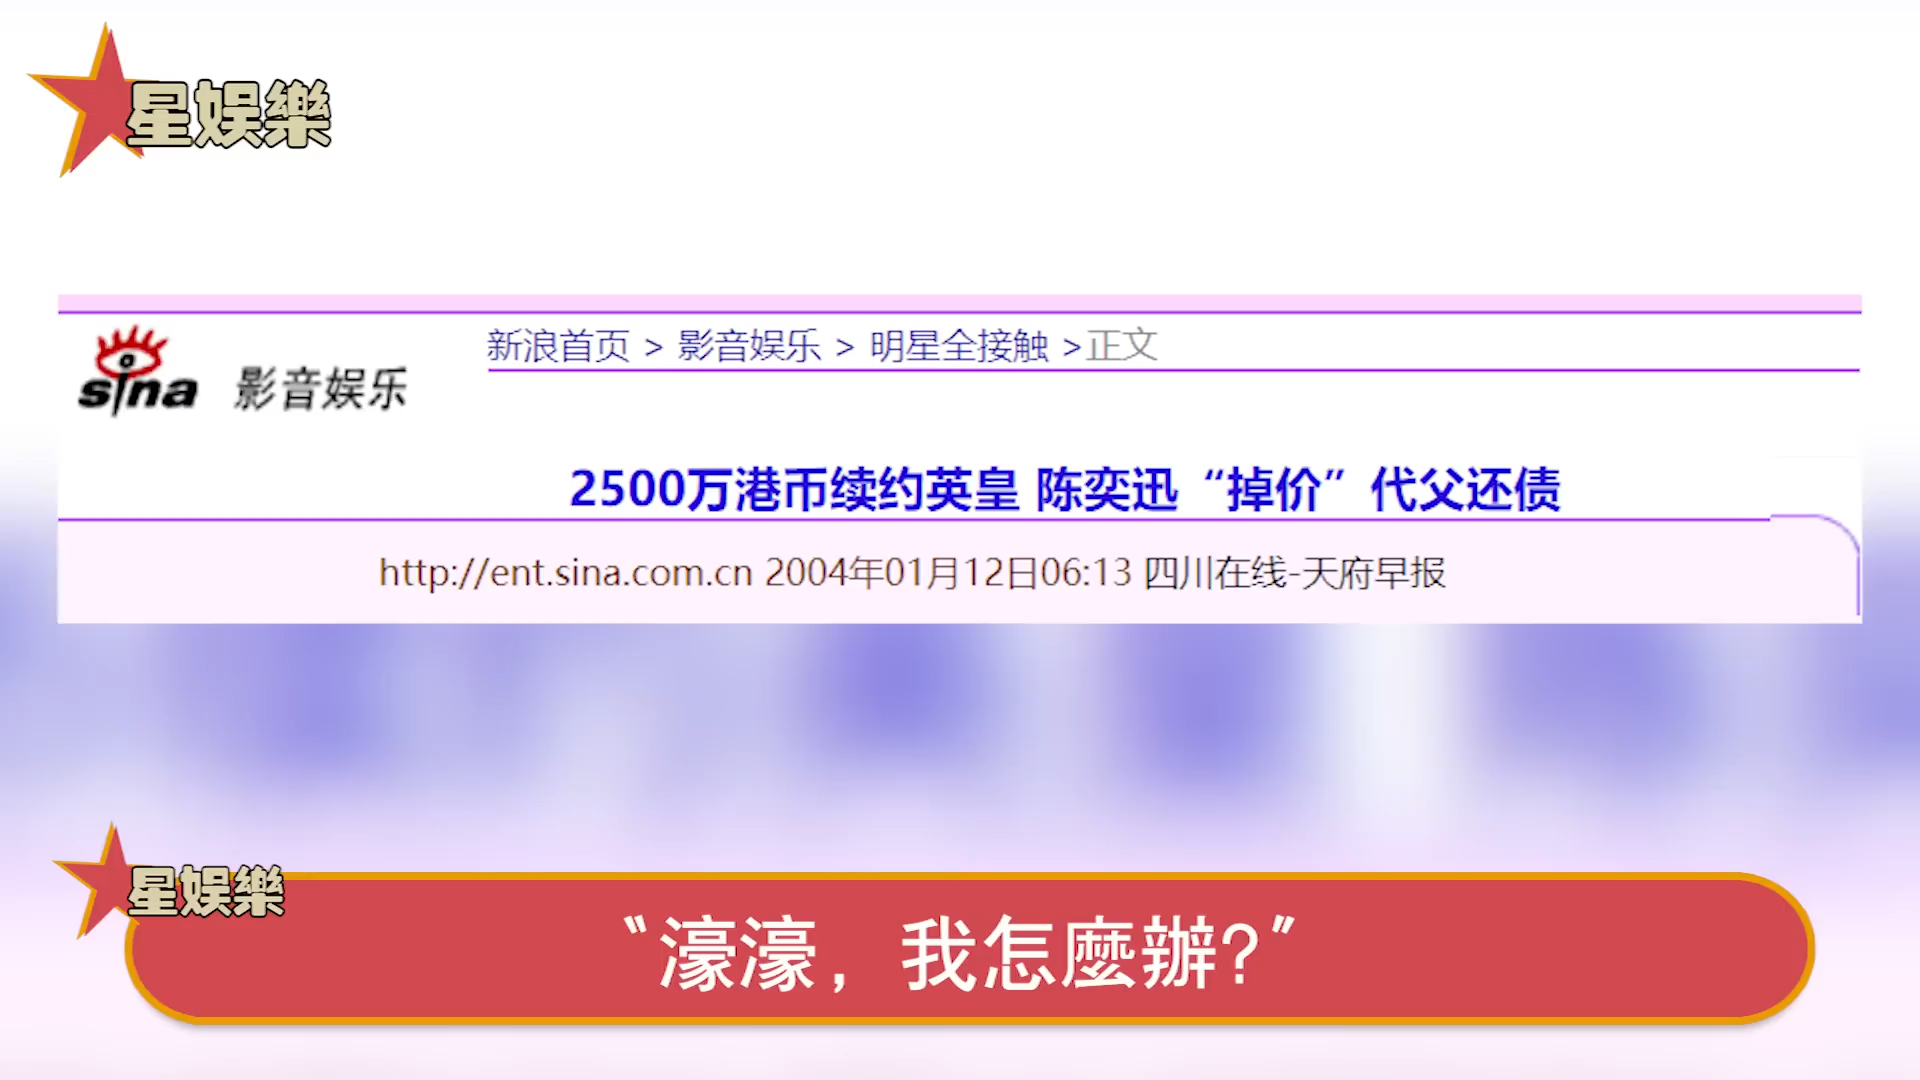 星娱樂
新浪首页 > 影音娱乐 > 明星全接触 >正文
sina 影音娱乐
2500万港币续约英皇 陈奕迅“掉价”代父还债
http://ent.sina.com.cn 2004年01月12日06:13 四川在线-天府早报
星娱樂
“濠濠，我怎麽辦?”